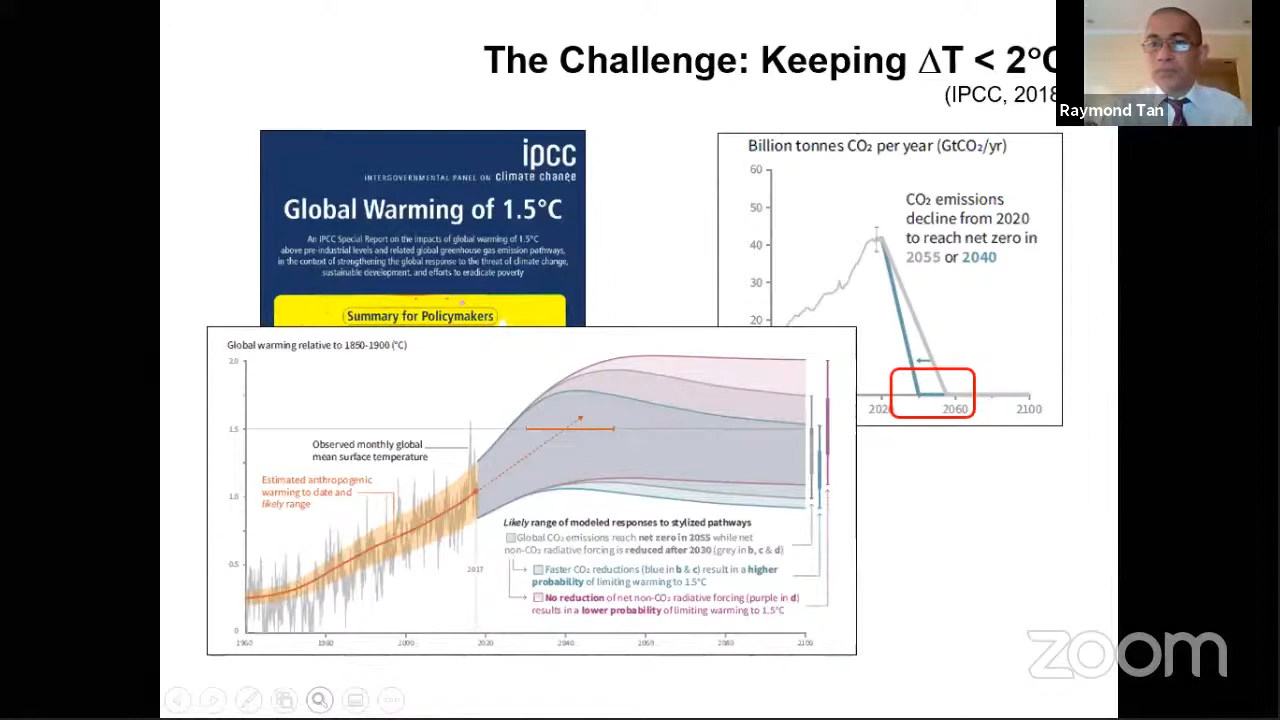 The Challenge: Keeping ΔT < 2°C
(IPCC, 2018
Raymond Tan
ipcc
INTERGOVERNMENTAL PANEL ON climate change
Global Warming of 1.5°C
An IPCC Special Report on the impacts of global warming of 1.5°C
above pre-industrial levels and related global greenhouse gas emission pathways,
in the context of strengthening the global response to the threat of climate change,
sustainable development, and efforts to eradicate poverty
Summary for Policymakers
Billion tonnes CO₂ per year (GtCO₂/yr)
60
50
40
30
20
CO₂ emissions
decline from 2020
to reach net zero in
2055 or 2040
2020 2060 2100
Global warming relative to 1850-1900 (°C)
2.0
1.5
1.0
0.5
0
Observed monthly global
mean surface temperature
Estimated anthropogenic
warming to date and
likely range
2017
Likely range of modeled responses to stylized pathways
Global CO₂ emissions reach net zero in 2055 while net
non-CO₂ radiative forcing is reduced after 2030 (grey in b, c & d)
Faster CO₂ reductions (blue in b & c) result in a higher
probability of limiting warming to 1.5°C
No reduction of net non-CO₂ radiative forcing (purple in d)
results in a lower probability of limiting warming to 1.5°C
1960 1980 2000 2020 2040 2060 2080 2100
zoom